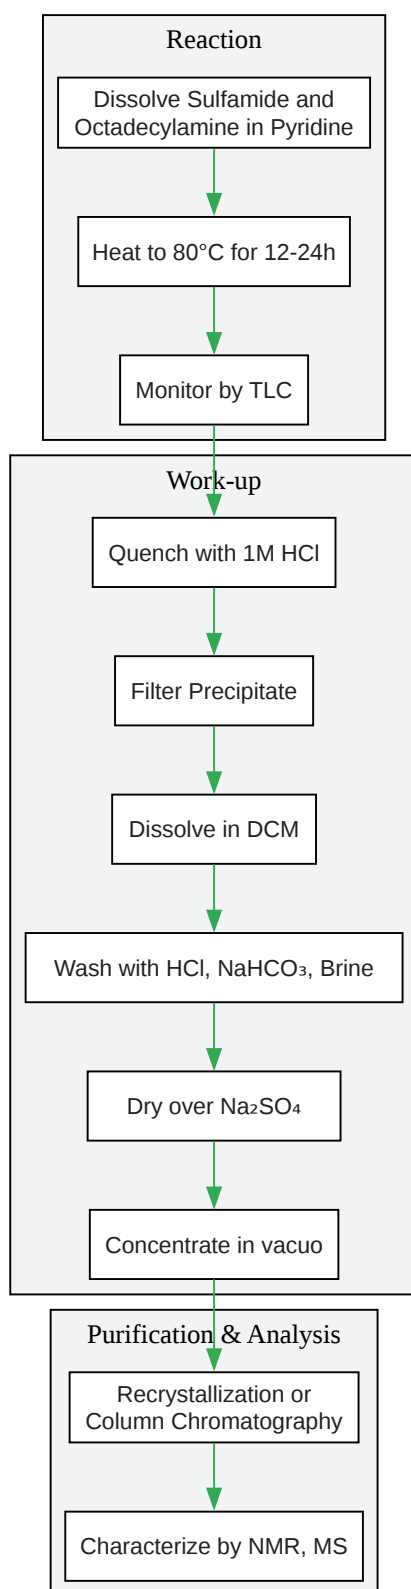 Reaction
Dissolve Sulfamide and
Octadecylamine in Pyridine
Heat to 80°C for 12-24h
Monitor by TLC
Work-up
Quench with 1M HCl
Filter Precipitate
Dissolve in DCM
Wash with HCl, NaHCO₃, Brine
Dry over Na₂SO₄
Concentrate in vacuo
Purification & Analysis
Recrystallization or
Column Chromatography
Characterize by NMR, MS